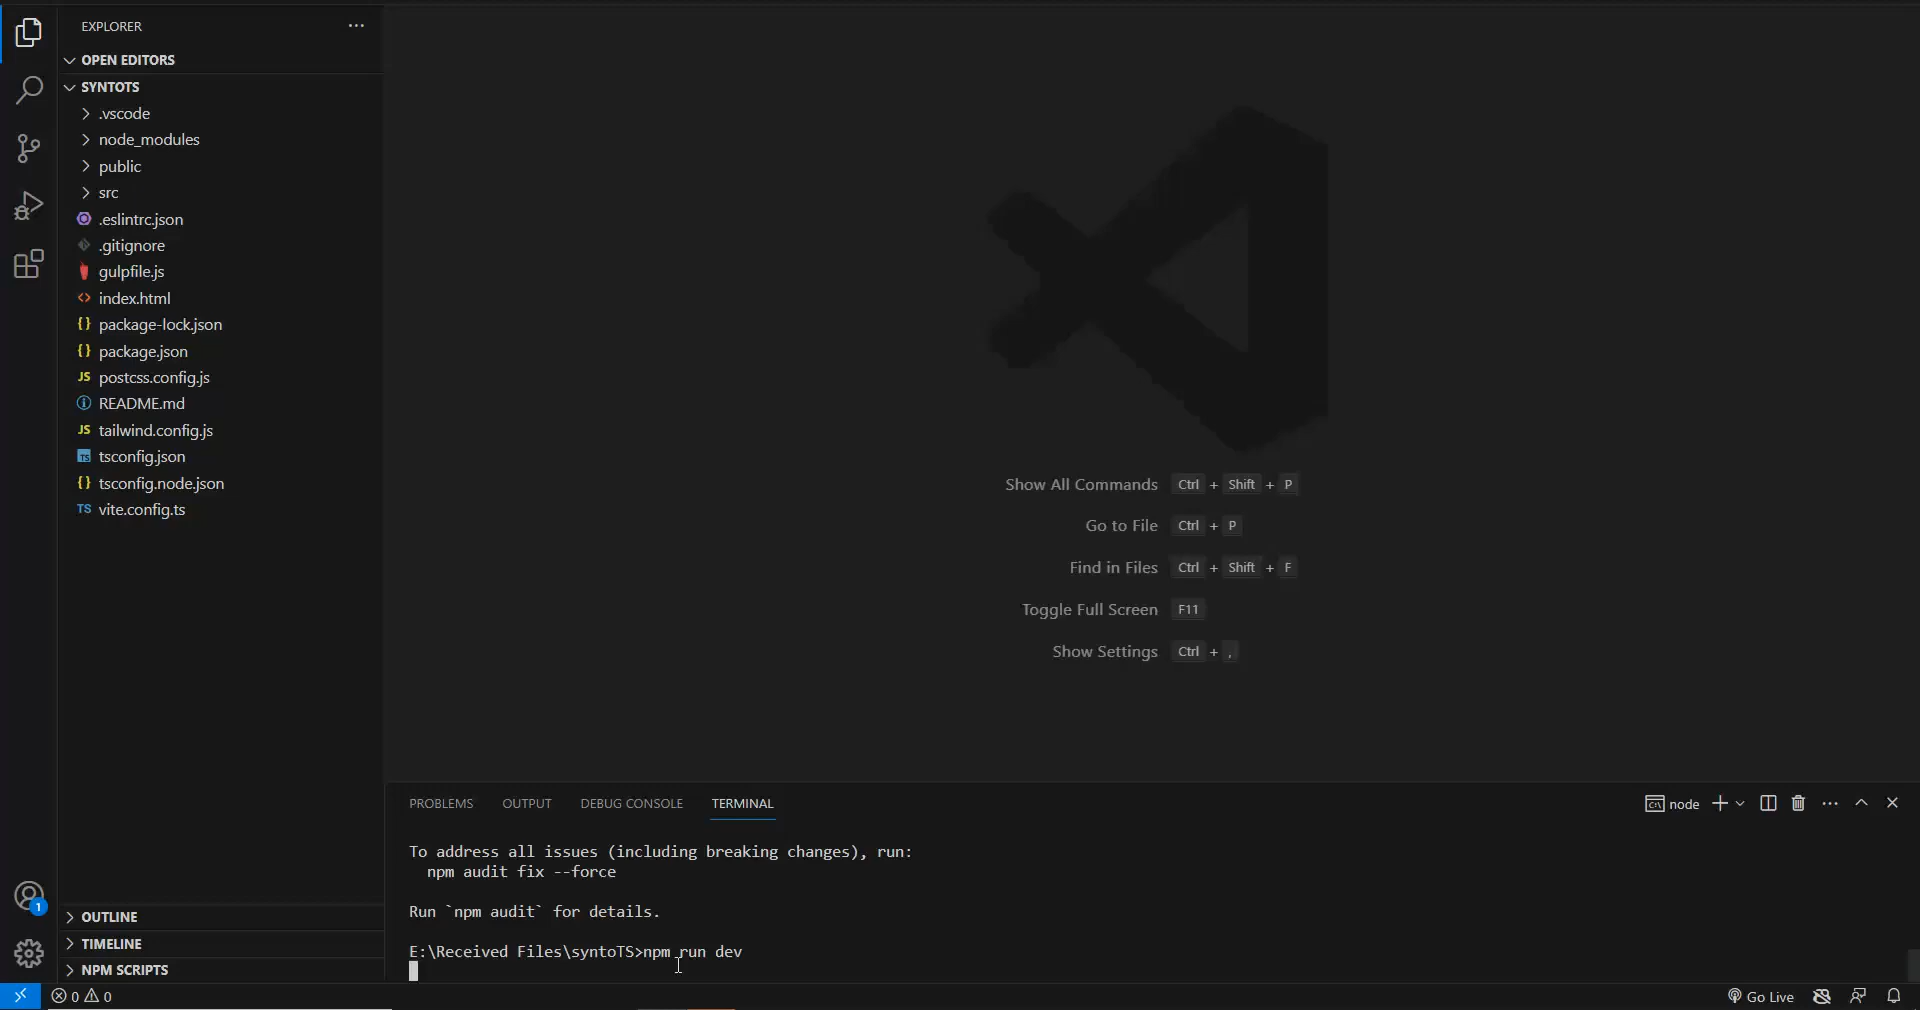 EXPLORER
OPEN EDITORS
SYNTOTS
.vscode
node_modules
public
src
.eslintrc.json
.gitignore
gulpfile.js
index.html
package-lock.json
package.json
postcss.config.js
README.md
tailwind.config.js
tsconfig.json
tsconfig.node.json
vite.config.ts
OUTLINE
TIMELINE
NPM SCRIPTS
Show All Commands Ctrl + Shift + P
Go to File Ctrl + P
Find in Files Ctrl + Shift + F
Toggle Full Screen F11
Show Settings Ctrl + ,
PROBLEMS OUTPUT DEBUG CONSOLE TERMINAL
node
To address all issues (including breaking changes), run:
npm audit fix --force
Run `npm audit` for details.
E:\Received Files\syntoTS>npm run dev
1
0 0
Go Live